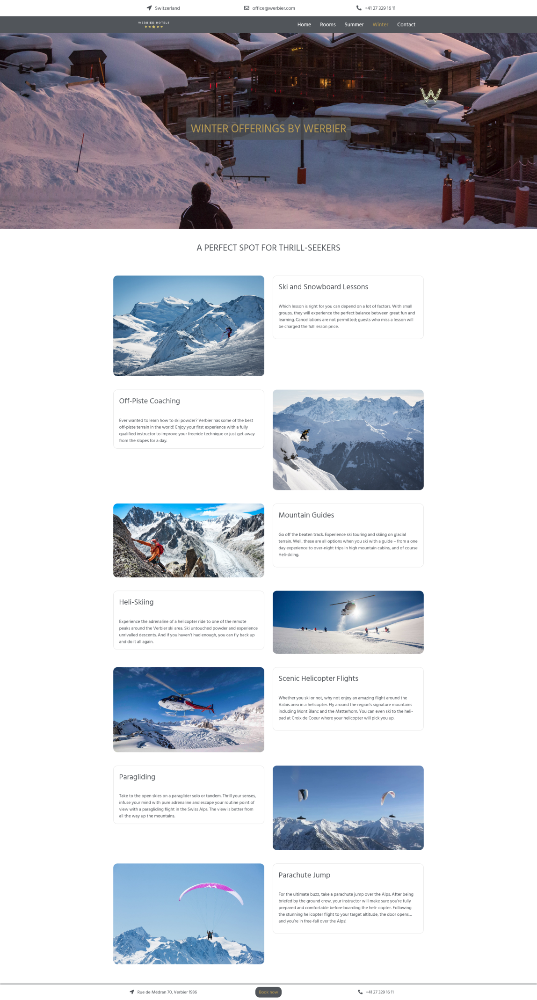 Switzerland
office@werbier.com
+41 27 329 16 11
WERBIER HOTELS
Home Rooms Summer Winter Contact
W
WINTER OFFERINGS BY WERBIER
A PERFECT SPOT FOR THRILL-SEEKERS
Ski and Snowboard Lessons
Which lesson is right for you can depend on a lot of factors. With small
groups, they will experience the perfect balance between great fun and
learning. Cancellations are not permitted; guests who miss a lesson will
be charged the full lesson price.
Off-Piste Coaching
Ever wanted to learn how to ski powder? Verbier has some of the best
off-piste terrain in the world! Enjoy your first experience with a fully
qualified instructor to improve your freeride technique or just get away
from the slopes for a day.
Mountain Guides
Go off the beaten track. Experience ski touring and skiing on glacial
terrain. Well, these are all options when you ski with a guide – from a one
day experience to over-night trips in high mountain cabins, and of course
Heli-skiing.
Heli-Skiing
Experience the adrenaline of a helicopter ride to one of the remote
peaks around the Verbier ski area. Ski untouched powder and experience
unrivalled descents. And if you haven't had enough, you can fly back up
and do it all again.
Scenic Helicopter Flights
Whether you ski or not, why not enjoy an amazing flight around the
Valais area in a helicopter. Fly around the region's signature mountains
including Mont Blanc and the Matterhorn. You can even ski to the heli-
pad at Croix de Coeur where your helicopter will pick you up.
Paragliding
Take to the open skies on a paraglider solo or tandem. Thrill your senses,
infuse your mind with pure adrenaline and escape your routine point of
view with a paragliding flight in the Swiss Alps. The view is better from
all the way up the mountains.
Parachute Jump
For the ultimate buzz, take a parachute jump over the Alps. After being
briefed by the ground crew, your instructor will make sure you're fully
prepared and comfortable before boarding the heli- copter. Following
the stunning helicopter flight to your target altitude, the door opens...
and you're in free-fall over the Alps!
Rue de Médran 70, Verbier 1936
Book now
+41 27 329 16 11